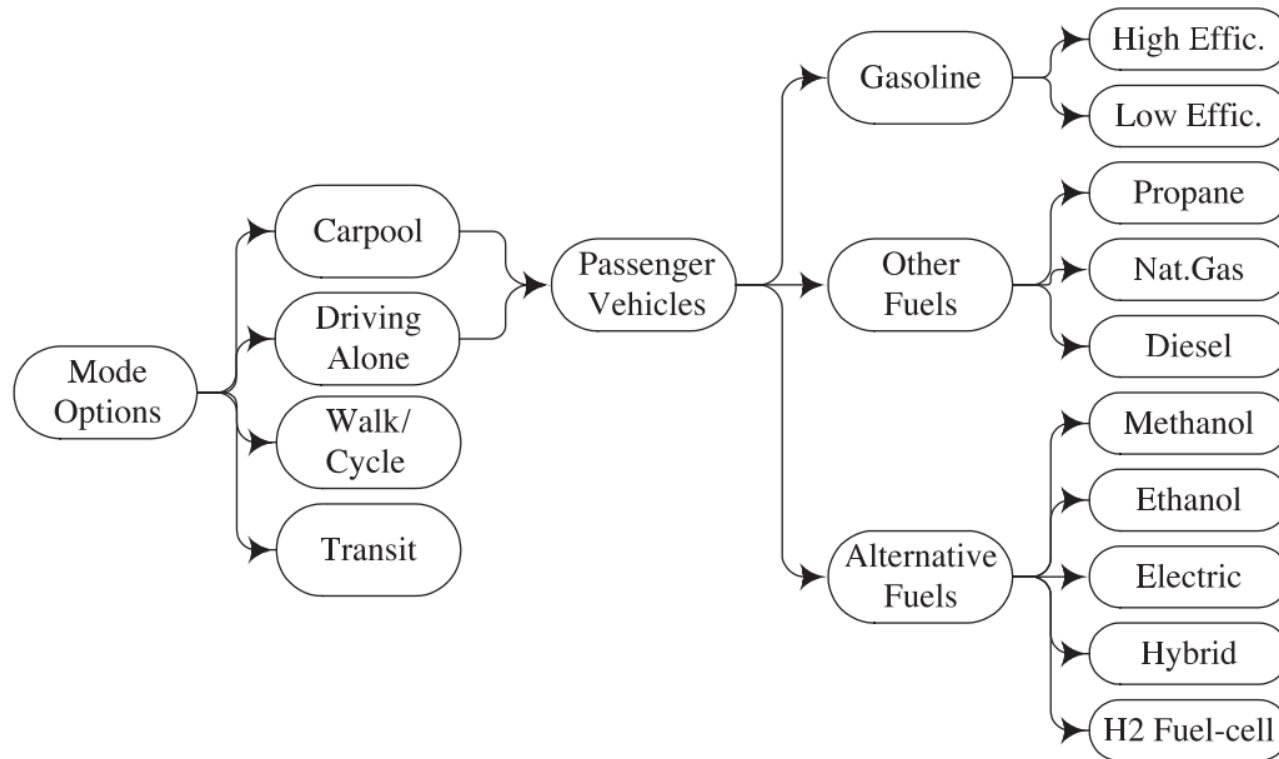 Mode
Options
Carpool
Driving
Alone
Walk/
Cycle
Transit
Passenger
Vehicles
Gasoline
Other
Fuels
Alternative
Fuels
High Effic.
Low Effic.
Propane
Nat.Gas
Diesel
Methanol
Ethanol
Electric
Hybrid
H2 Fuel-cell